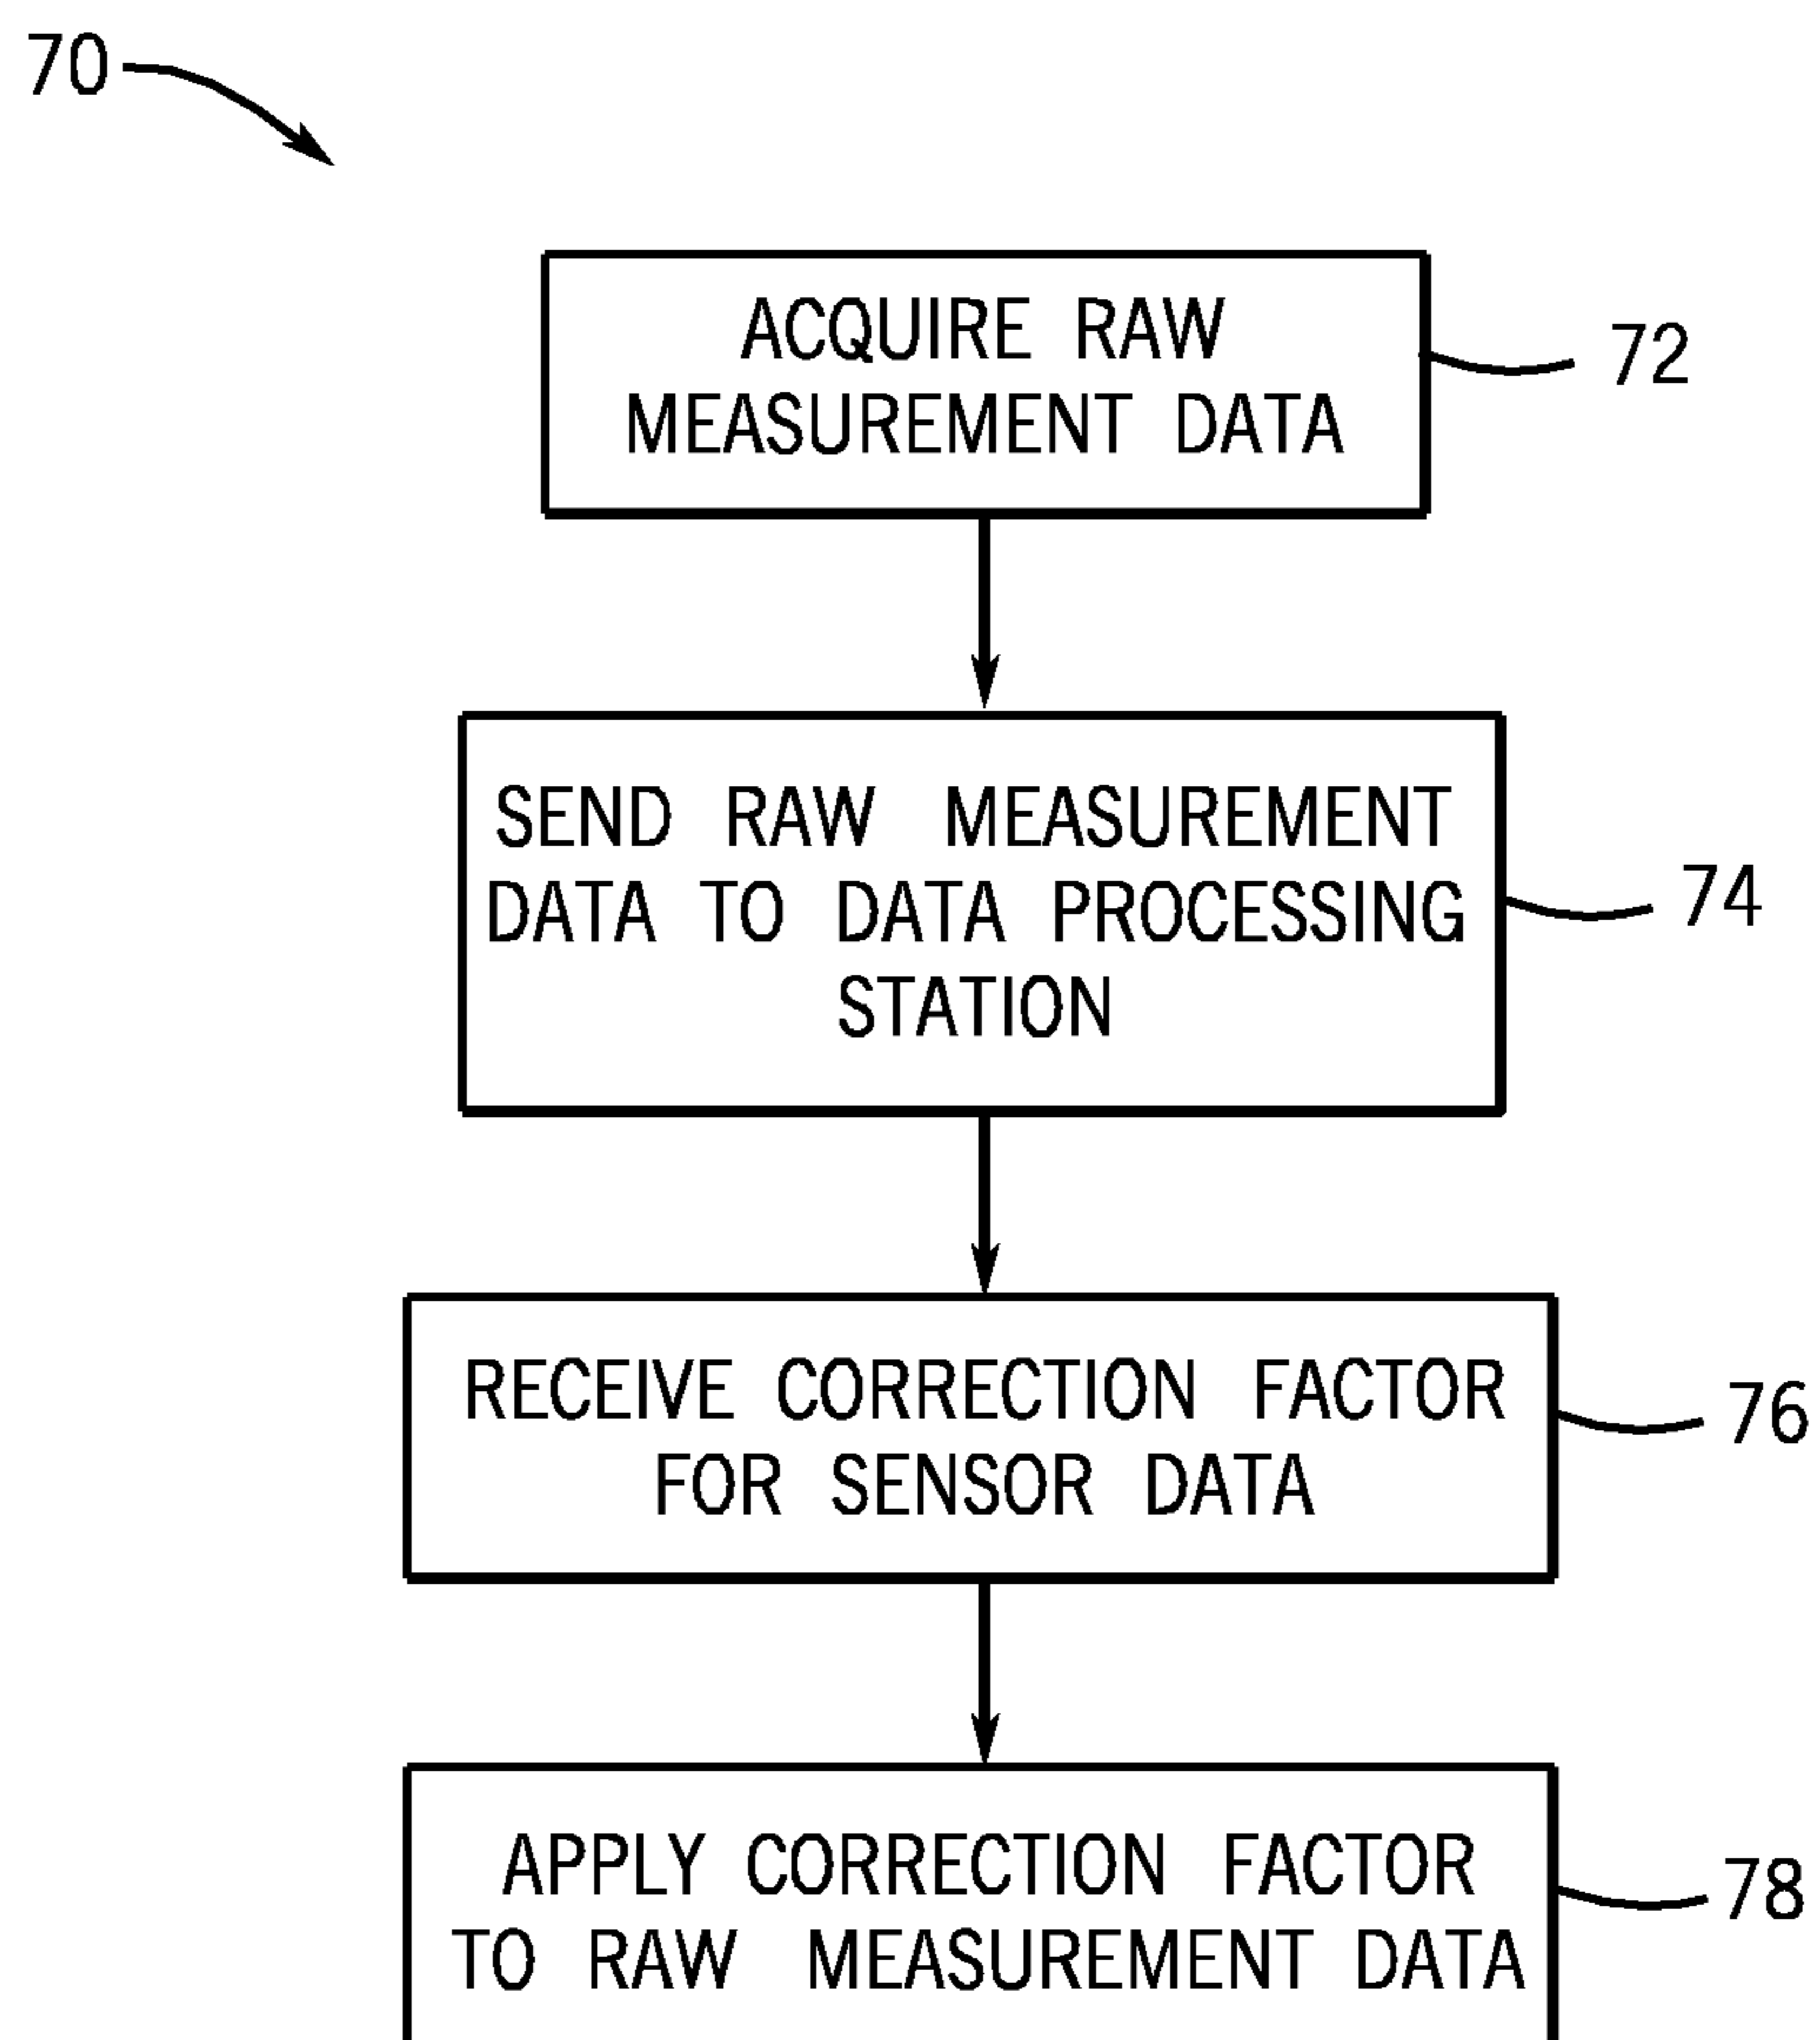 70
ACQUIRE RAW
MEASUREMENT DATA
72
SEND RAW MEASUREMENT
DATA TO DATA PROCESSING
STATION
74
RECEIVE CORRECTION FACTOR
FOR SENSOR DATA
76
APPLY CORRECTION FACTOR
TO RAW MEASUREMENT DATA
78